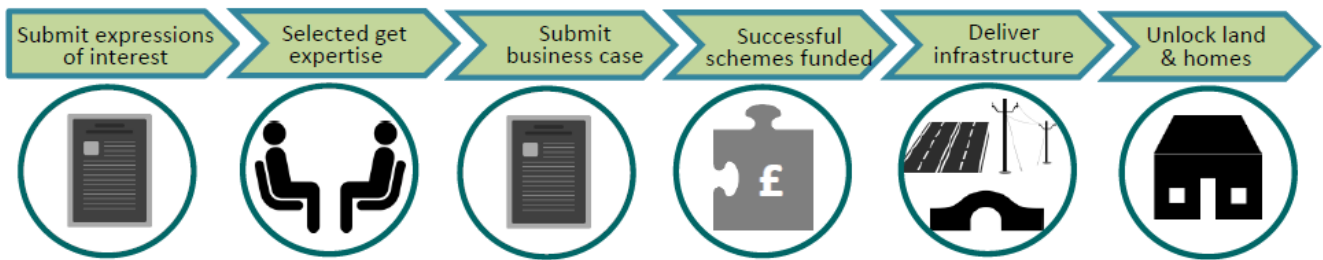 Submit expressions
of interest
Selected get
expertise
Submit
business case
Successful
schemes funded
Deliver
infrastructure
Unlock land
& homes
£